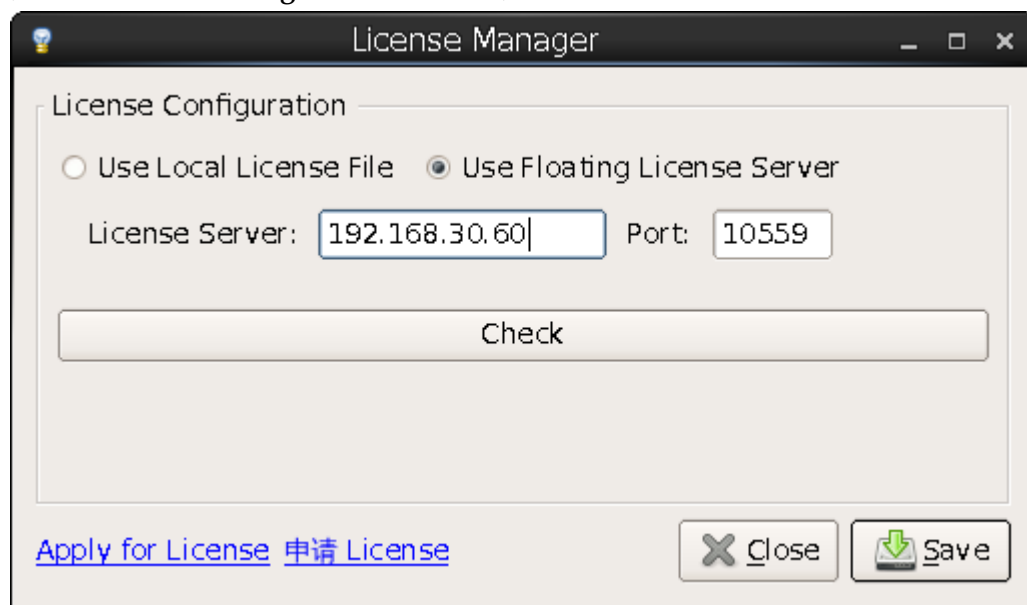 License Manager
License Configuration
Use Local License File Use Floating License Server
License Server: 192.168.30.60 Port: 10559
Check
Apply for License 申请 License
Close Save